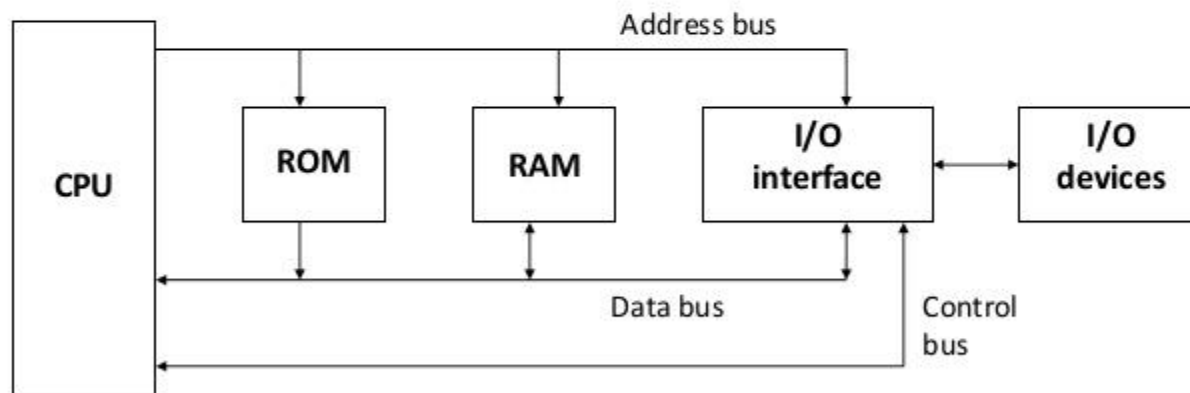 Address bus
CPU
ROM
RAM
I/O
interface
I/O
devices
Data bus
Control
bus